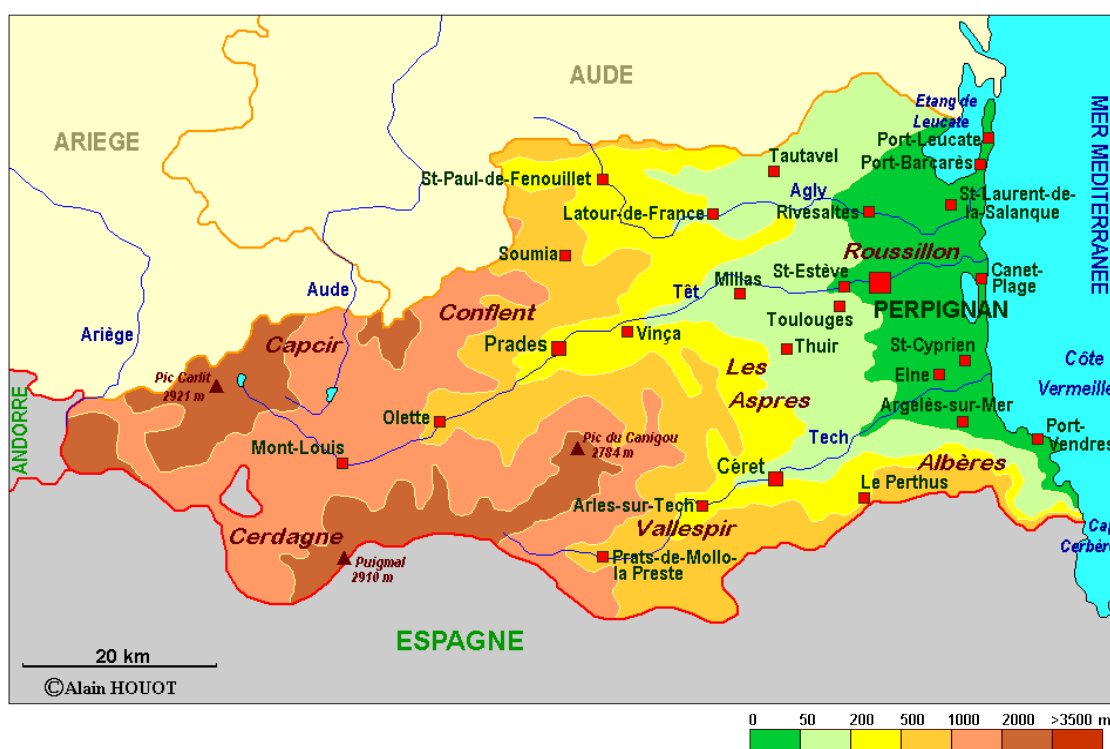 AUDE
ARIEGE
MER MEDITERRANEE
Etang de
Leucate
Port-Leucate
Port-Barcarès
Tautavel
St-Paul-de-Fenouillet
Agly
St-Laurent-de-
la-Salanque
Latour-de-France
Rivesaltes
Soumia
Roussillon
St-Estève
Canet-
Plage
Aude
Têt
Millas
PERPIGNAN
Conflent
Ariège
Toulouges
Vinça
Capcir
Prades
Thuir
St-Cyprien
Côte
Vermeille
Pic Carlit
2921 m
Les
Aspres
Elne
ANDORRE
Olette
Argelès-sur-Mer
Mont-Louis
Pic du Canigou
2784 m
Tech
Port-
Vendres
Céret
Albères
Le Perthus
Arles-sur-Tech
Vallespir
Cerdagne
Cap
Cerbère
Puigmal
2910 m
Prats-de-Mollo-
la Preste
ESPAGNE
20 km
©Alain HOUOT
0 50 200 500 1000 2000 >3500 m